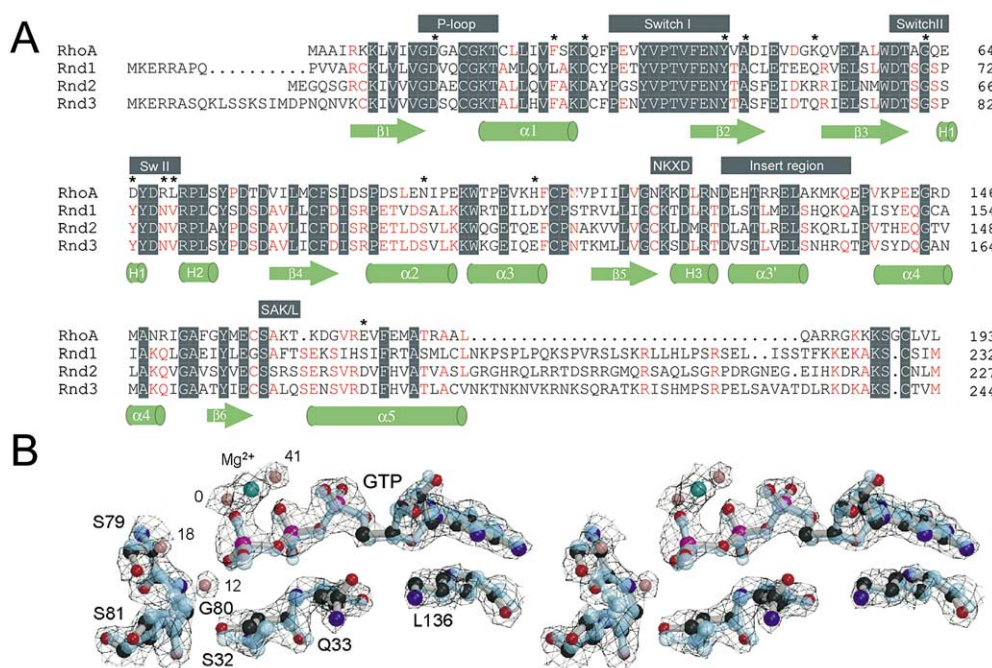 A
P-loop Switch I SwitchII
* * * * * * *
RhoA MAAIRKKLVIVGDGACGKTCLLIVFSKDQFPEVYVPTVFENYVADIEVDGKQVELALWDTAGQE 64
Rnd1 MKERRAPQ..........PVVARCKLVLVGDVQCGKTAMLQVLAKDCYPETYVPTVFENYTACLETEEQRVELSLWDTSGSP 72
Rnd2 MEGQSGRCKIVVVGDAECGKTALLQVFAKDAYPGSYVPTVFENYTASFEIDKRRIELNMWDTSGSS 66
Rnd3 MKERRASQKLSSKSIMDPNQNVKCKIVVVGDSQCGKTALLHVFAKDCFPENYVPTVFENYTASFEIDTQRIELSLWDTSGSP 82
β1 α1 β2 β3 H1
Sw II NKXD Insert region
* ** * *
RhoA DYDRLRPLSYPDTDVILMCFSIDSPDSLENIPEKWTPEVKHFCPNVPIILVGNKKDLRNDEHTRRELAKMKQEPVKPEEGRD 146
Rnd1 YYDNVRPLCYSDSDAVLLCFDISRPETVDSALKKWRTEILDYCPSTRVLLIGCKTDLRTDLSTLMELSHQKQAPISYEQGCA 154
Rnd2 YYDNVRPLAYPDSDAVLICFDISRPETLDSVLKKWQGETQEFCPNAKVVLVGCKLDMRTDLATLRELSKQRLIPVTHEQGTV 148
Rnd3 YYDNVRPLSYPDSDAVLICFDISRPETLDSVLKKWKGEIQEFCPNTKMLLVGCKSDLRTDVSTLVELSNHRQTPVSYDQGAN 164
H1 H2 β4 α2 α3 β5 H3 α3' α4
SAK/L
*
RhoA MANRIGAFGYMECSAKT.KDGVREVFEMATRAAL...............................QARRGKKKSGCLVL 193
Rnd1 IAKQLGAEIYLEGSAFTSEKSIHSIFRTASMLCLNKPSPLPQKSPVRSLSKRLLHLPSRSEL..ISSTFKKEKAKS.CSIM 232
Rnd2 LAKQVGAVSYVECSSRSSERSVRDVFHVATVASLGRGHRQLRRTDSRRGMQRSAQLSGRPDRGNEG.EIHKDRAKS.CNLM 227
Rnd3 MAKQIGAATYIECSALQSENSVRDIFHVATLACVNKTNKNVKRNKSQRATKRISHMPSRPELSAVATDLRKDKAKS.CTVM 244
α4 β6 α5
B
Mg²⁺ 41
0
GTP
S79
18
12
S81
G80
L136
Q33
S32